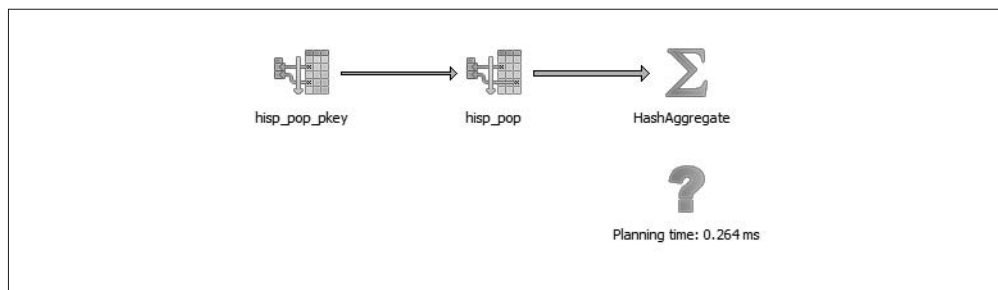 hisp_pop_pkey
hisp_pop
HashAggregate
Planning time: 0.264 ms